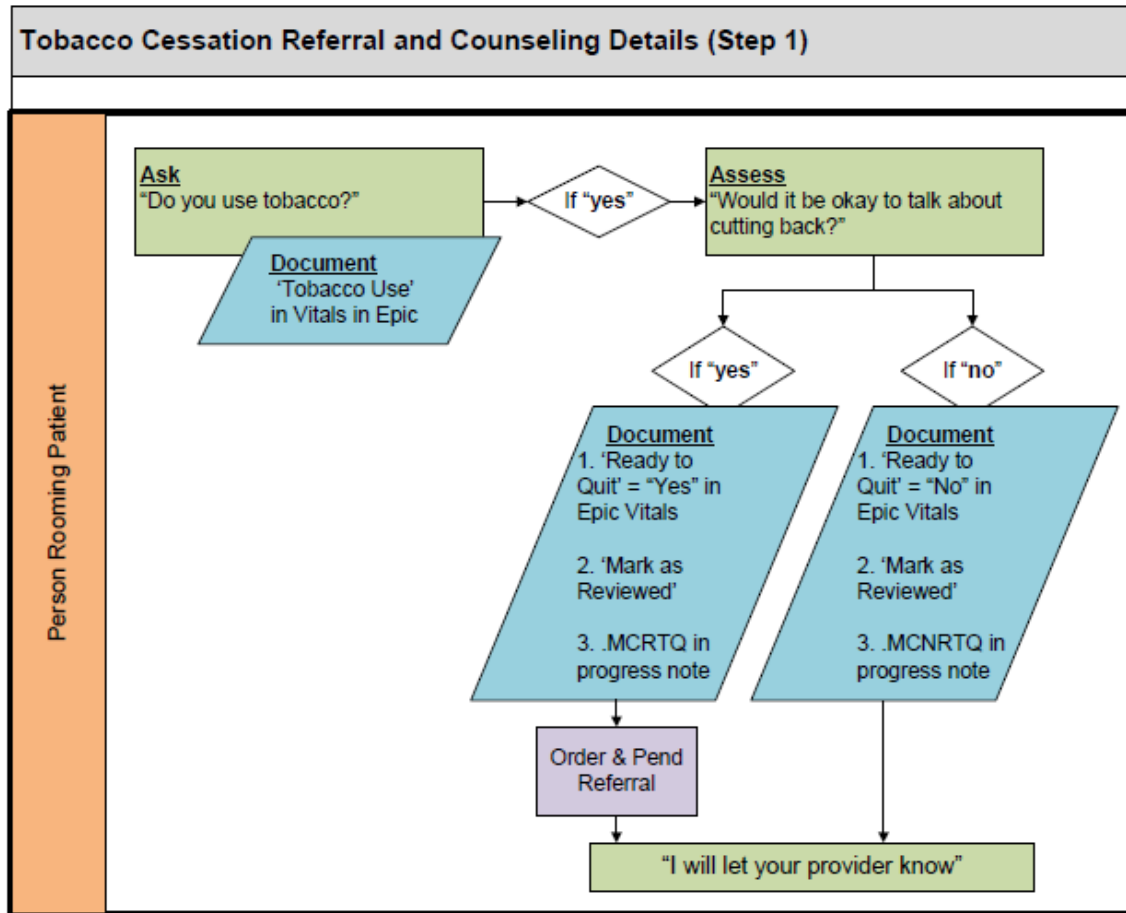 Tobacco Cessation Referral and Counseling Details (Step 1)
Person Rooming Patient
Ask
“Do you use tobacco?”
Document
‘Tobacco Use’
in Vitals in Epic
If “yes”
Assess
“Would it be okay to talk about
cutting back?”
If “yes”
If “no”
Document
1. ‘Ready to
Quit’ = “Yes” in
Epic Vitals
2. ‘Mark as
Reviewed’
3. .MCRTQ in
progress note
Document
1. ‘Ready to
Quit’ = “No” in
Epic Vitals
2. ‘Mark as
Reviewed’
3. .MCNRTQ in
progress note
Order & Pend
Referral
“I will let your provider know”